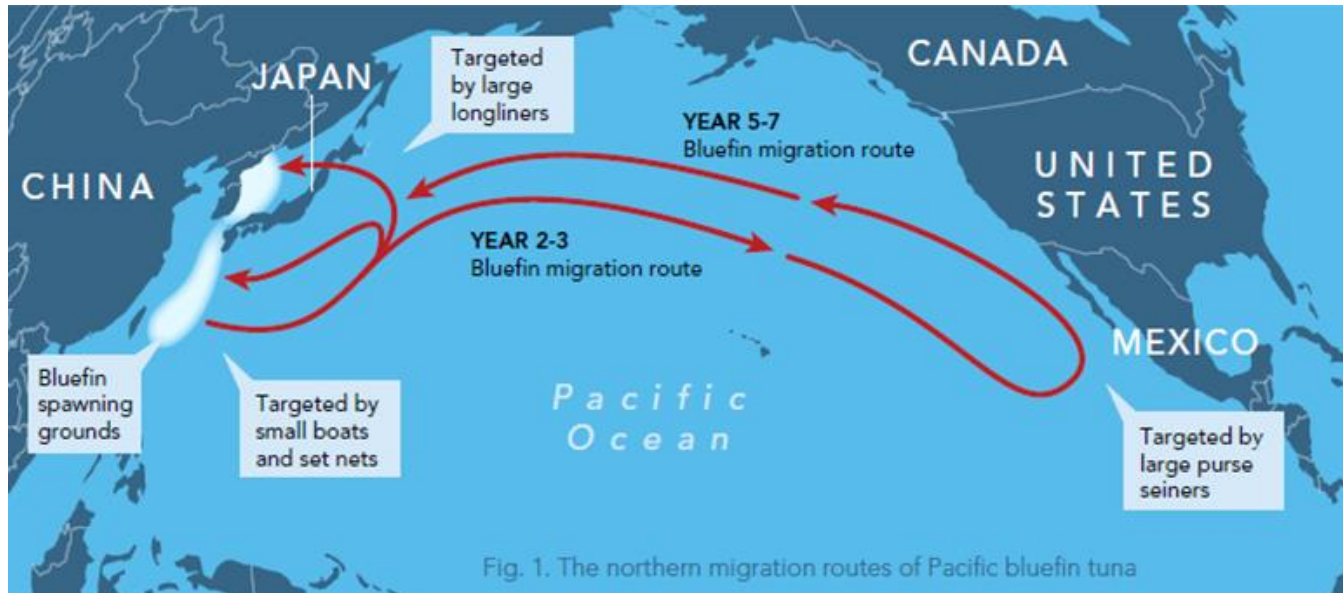 CANADA
JAPAN
Targeted
by large
longliners
YEAR 5-7
Bluefin migration route
UNITED
STATES
CHINA
YEAR 2-3
Bluefin migration route
MEXICO
Bluefin
spawning
grounds
Targeted by
small boats
and set nets
Pacific
Ocean
Targeted by
large purse
seiners
Fig. 1. The northern migration routes of Pacific bluefin tuna